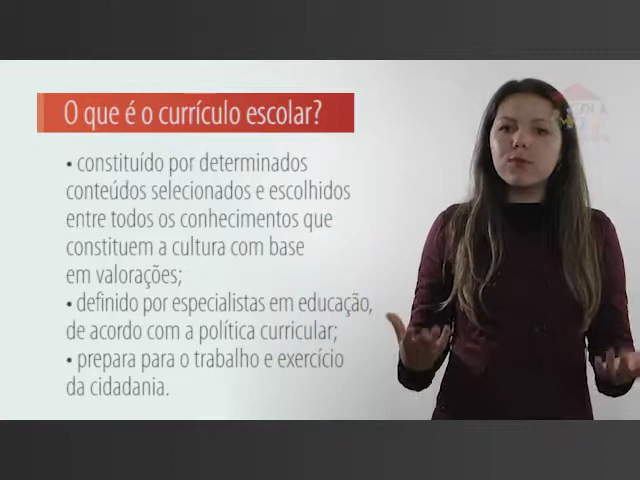 O que é o currículo escolar?
• constituído por determinados
conteúdos selecionados e escolhidos
entre todos os conhecimentos que
constituem a cultura com base
em valorações;
• definido por especialistas em educação,
de acordo com a política curricular;
• prepara para o trabalho e exercício
da cidadania.